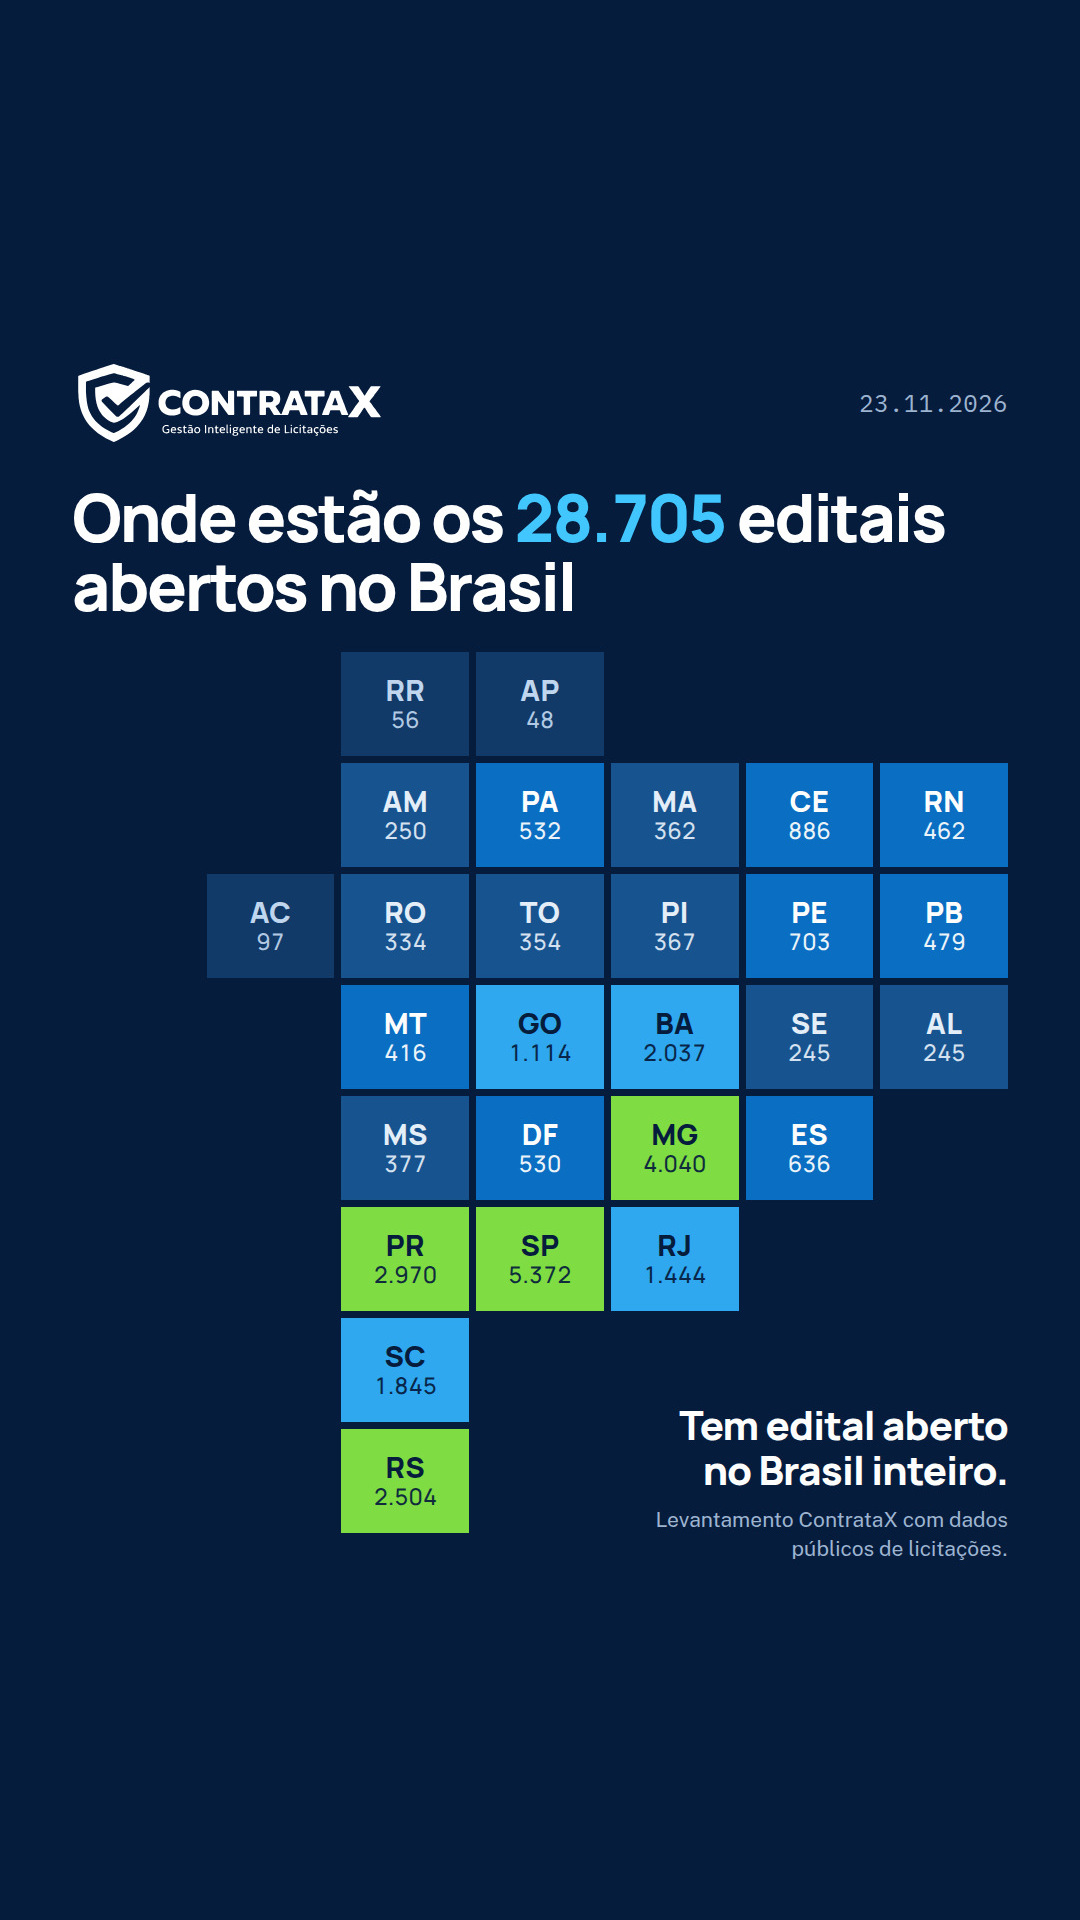 CONTRATAX
Gestão Inteligente de Licitações
23.11.2026
Onde estão os 28.705 editais
abertos no Brasil
RR AP
56 48
AM PA MA CE RN
250 532 362 886 462
AC RO TO PI PE PB
97 334 354 367 703 479
MT GO BA SE AL
416 1.114 2.037 245 245
MS DF MG ES
377 530 4.040 636
PR SP RJ
2.970 5.372 1.444
SC
1.845
RS
2.504
Tem edital aberto
no Brasil inteiro.
Levantamento ContrataX com dados
públicos de licitações.